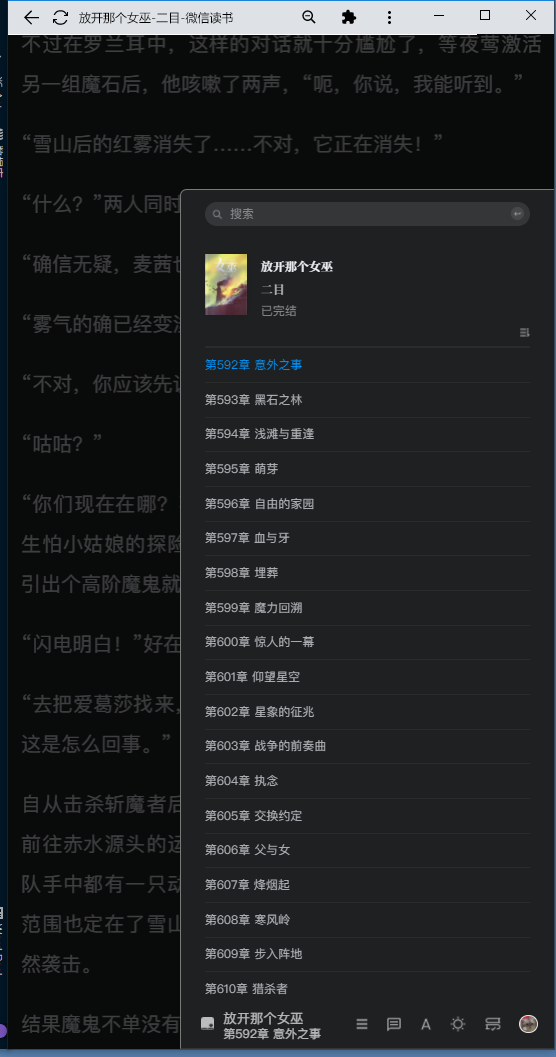 放开那个女巫-二目-微信读书
不过在罗兰耳中，这样的对话就十分尴尬了，等夜莺激活
另一组魔石后，他咳嗽了两声，“呃，你说，我能听到。”
“雪山后的红雾消失了……不对，它正在消失！”
“什么？”两人同时
“确信无疑，麦茜
“雾气的确已经变
“不对，你应该先
“咕咕？”
“你们现在在哪？
生怕小姑娘的探险
引出个高阶魔鬼就
“闪电明白！”好在
“去把爱葛莎找来，
这是怎么回事。”
自从击杀斩魔者后
前往赤水源头的运
队手中都有一只动
范围也定在了雪山
然袭击。
结果魔鬼不单没有
搜索
放开那个女巫
二目
已完结
第592章 意外之事
第593章 黑石之林
第594章 浅滩与重逢
第595章 萌芽
第596章 自由的家园
第597章 血与牙
第598章 埋葬
第599章 魔力回溯
第600章 惊人的一幕
第601章 仰望星空
第602章 星象的征兆
第603章 战争的前奏曲
第604章 执念
第605章 交换约定
第606章 父与女
第607章 烽烟起
第608章 寒风岭
第609章 步入阵地
第610章 猎杀者
放开那个女巫
第592章 意外之事